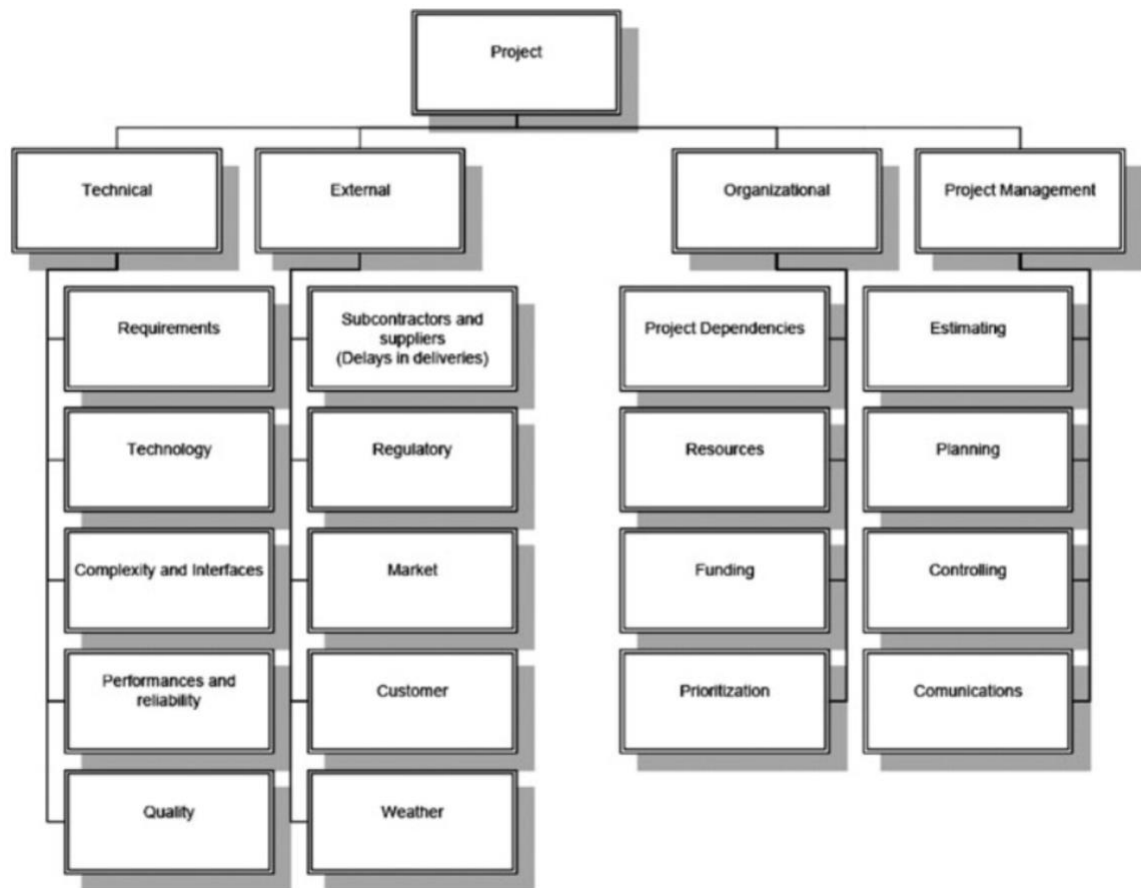 Project
Technical
External
Organizational
Project Management
Requirements
Subcontractors and
suppliers
(Delays in deliveries)
Project Dependencies
Estimating
Technology
Regulatory
Resources
Planning
Complexity and Interfaces
Market
Funding
Controlling
Performances and
reliability
Customer
Prioritization
Comunications
Quality
Weather